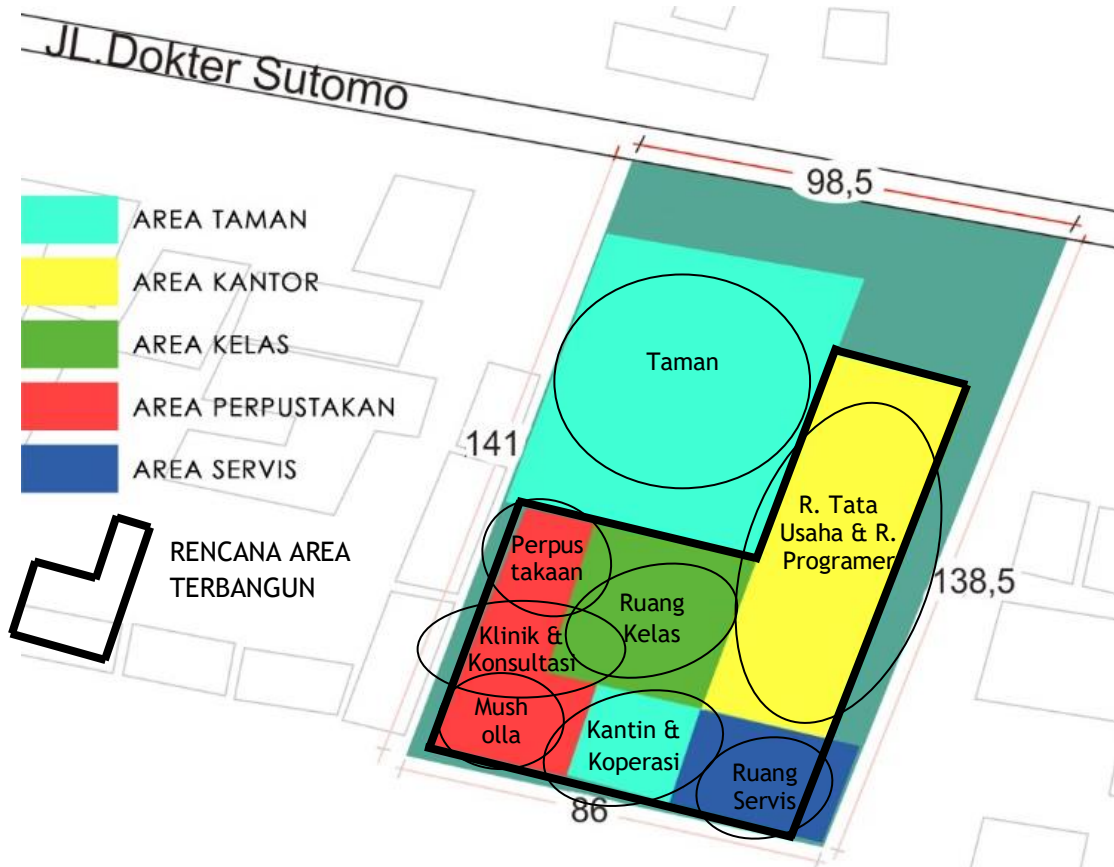 JL.Dokter Sutomo
98,5
AREA TAMAN
AREA KANTOR
AREA KELAS
AREA PERPUSTAKAN
AREA SERVIS
RENCANA AREA
TERBANGUN
Taman
141
R. Tata
Usaha & R.
Programer
138,5
Perpus
takaan
Ruang
Kelas
Klinik &
Konsultasi
Mush
olla
Kantin &
Koperasi
Ruang
Servis
86